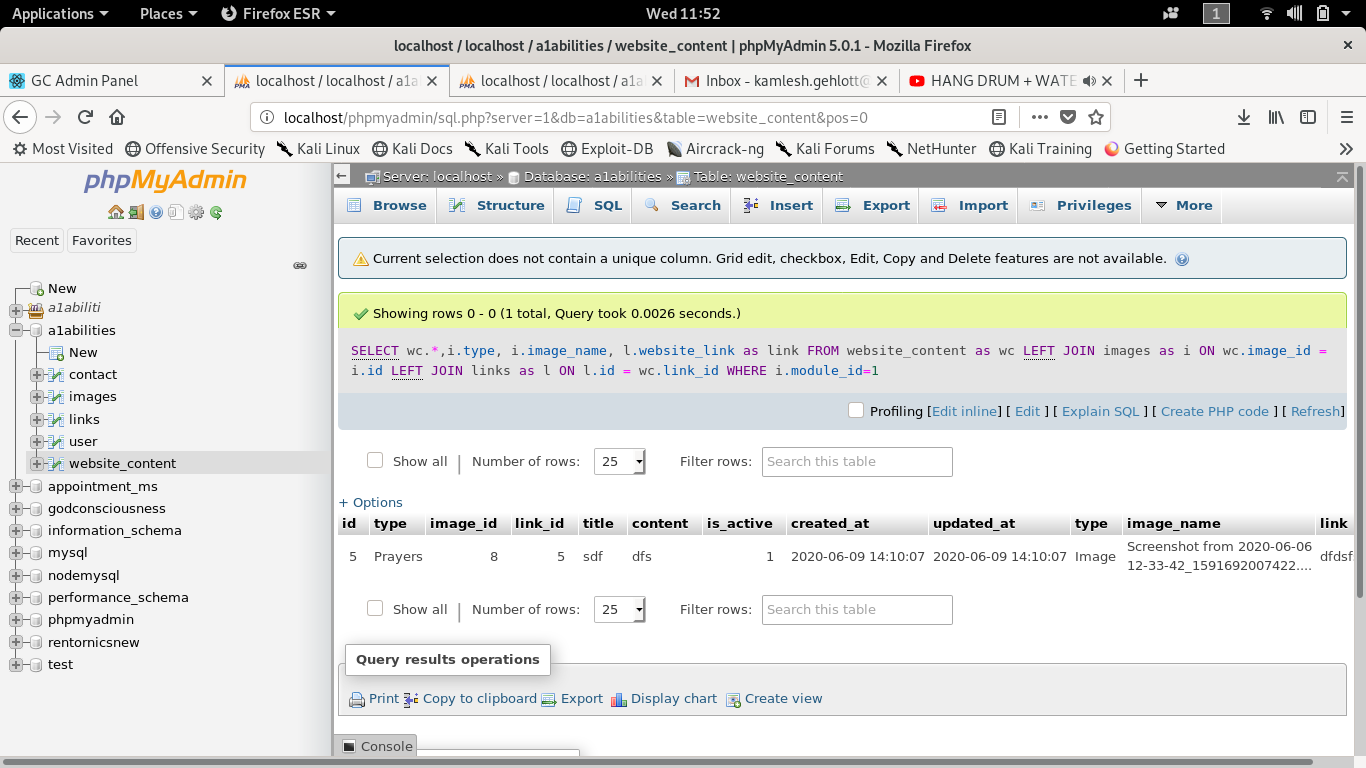 Applications Places Firefox ESR Wed 11:52 1
localhost / localhost / a1abilities / website_content | phpMyAdmin 5.0.1 - Mozilla Firefox
GC Admin Panel localhost / localhost / a1a localhost / localhost / a1a Inbox - kamlesh.gehlott@ HANG DRUM + WATE
localhost/phpmyadmin/sql.php?server=1&db=a1abilities&table=website_content&pos=0
Most Visited Offensive Security Kali Linux Kali Docs Kali Tools Exploit-DB Aircrack-ng Kali Forums NetHunter Kali Training Getting Started
phpMyAdmin
Recent Favorites
New
a1abiliti
a1abilities
New
contact
images
links
user
website_content
appointment_ms
godconsciousness
information_schema
mysql
nodemysql
performance_schema
phpmyadmin
rentornicsnew
test
Server: localhost » Database: a1abilities » Table: website_content
Browse Structure SQL Search Insert Export Import Privileges More
Current selection does not contain a unique column. Grid edit, checkbox, Edit, Copy and Delete features are not available.
Showing rows 0 - 0 (1 total, Query took 0.0026 seconds.)
SELECT wc.*,i.type, i.image_name, l.website_link as link FROM website_content as wc LEFT JOIN images as i ON wc.image_id =
i.id LEFT JOIN links as l ON l.id = wc.link_id WHERE i.module_id=1
Profiling [Edit inline] [ Edit ] [ Explain SQL ] [ Create PHP code ] [ Refresh]
Show all | Number of rows: 25 Filter rows: Search this table
+ Options
id type image_id link_id title content is_active created_at updated_at type image_name link
5 Prayers 8 5 sdf dfs 1 2020-06-09 14:10:07 2020-06-09 14:10:07 Image Screenshot from 2020-06-06 dfdsf
12-33-42_1591692007422....
Show all | Number of rows: 25 Filter rows: Search this table
Query results operations
Print Copy to clipboard Export Display chart Create view
Console